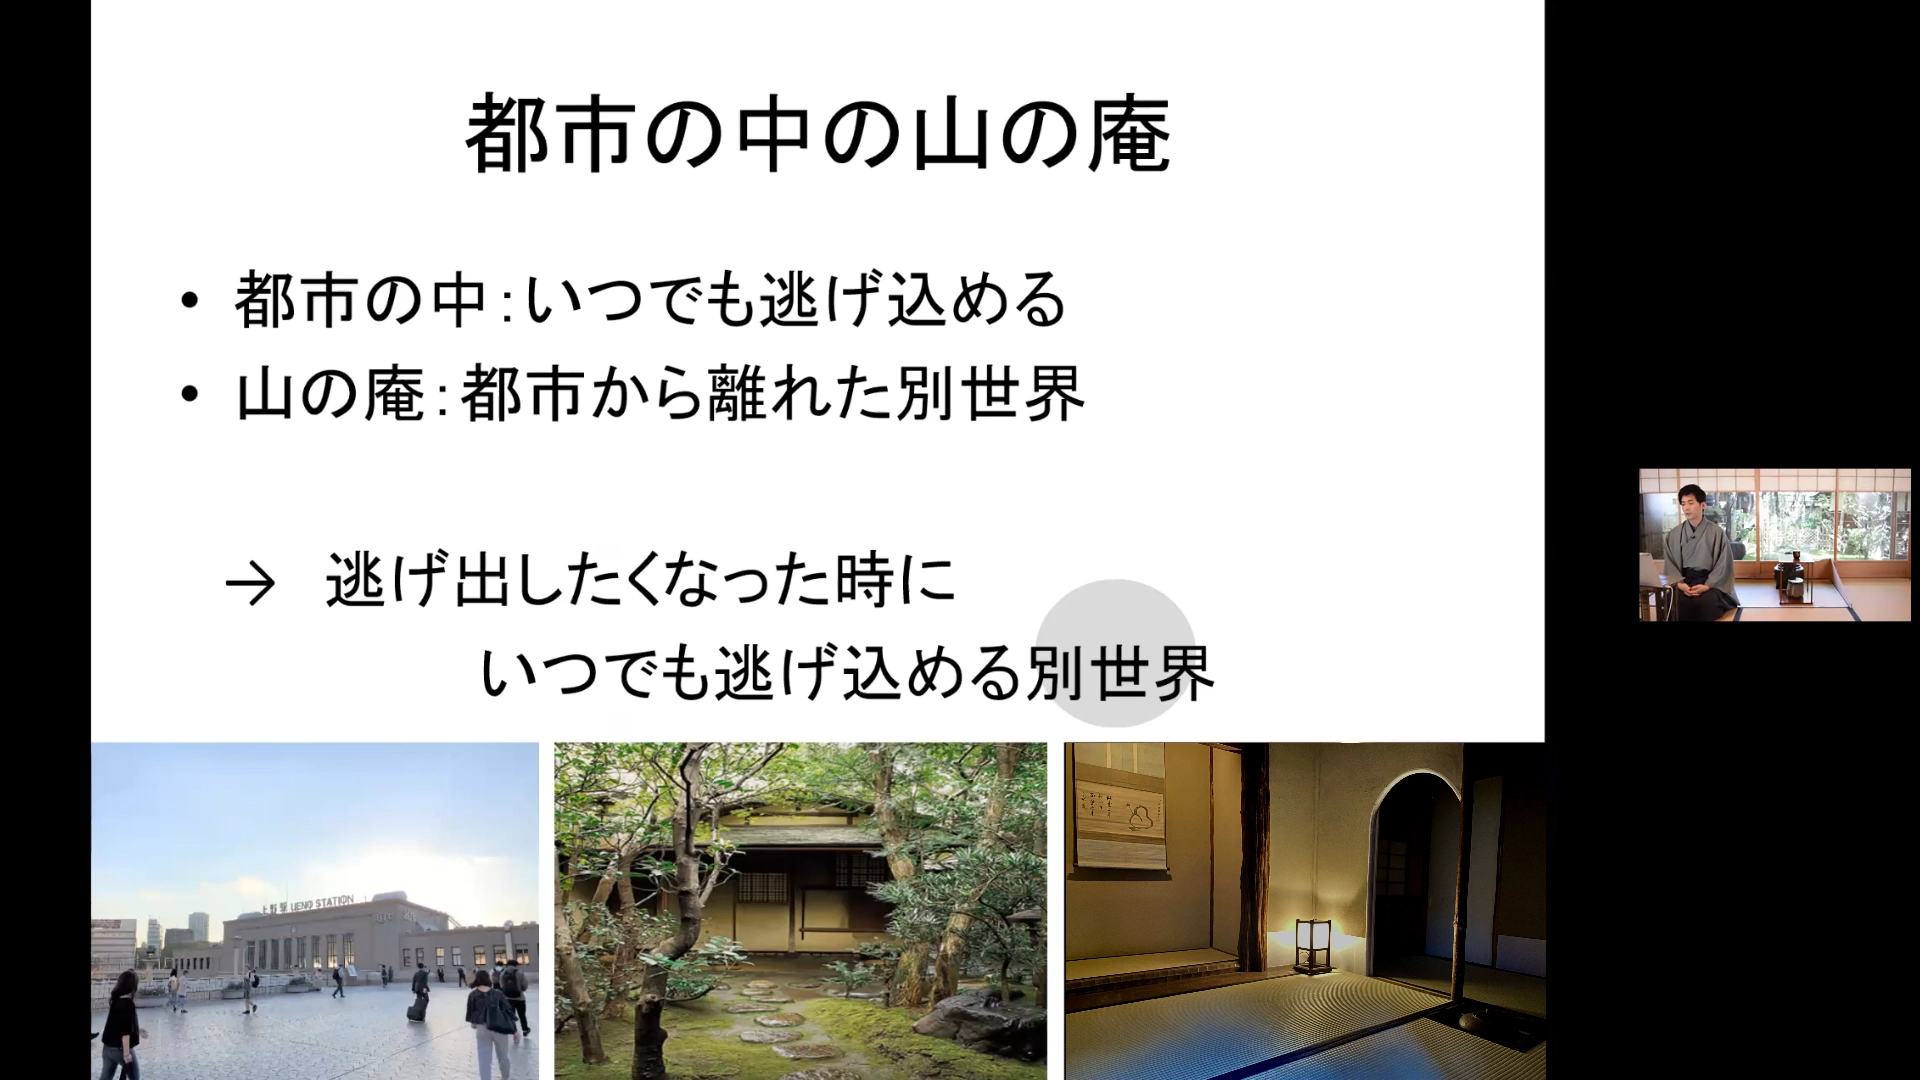 都市の中の山の庵
• 都市の中：いつでも逃げ込める
• 山の庵：都市から離れた別世界
→ 逃げ出したくなった時に
いつでも逃げ込める別世界
上野駅 UENO STATION